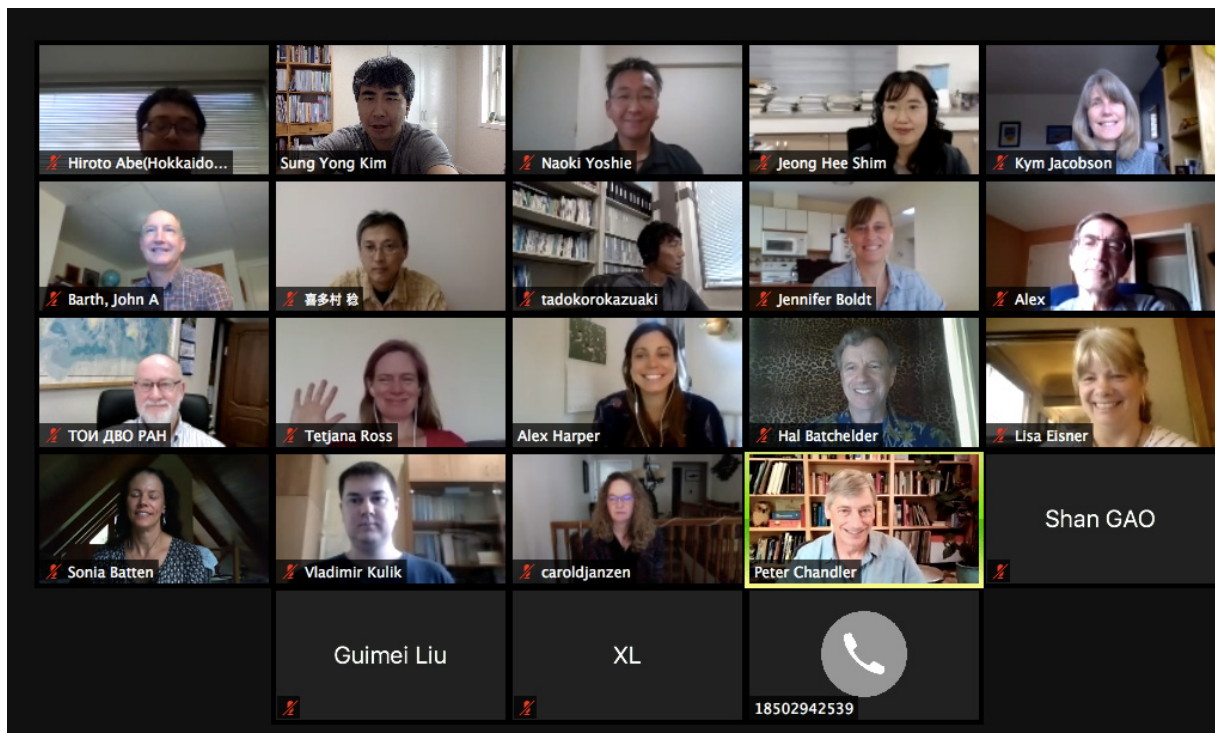 Hiroto Abe(Hokkaido...
Sung Yong Kim
Naoki Yoshie
Jeong Hee Shim
Kym Jacobson
Barth, John A
喜多村 稔
tadokorokazuaki
Jennifer Boldt
Alex
ТОИ ДВО РАН
Tetjana Ross
Alex Harper
Hal Batchelder
Lisa Eisner
Sonia Batten
Vladimir Kulik
caroldjanzen
Peter Chandler
Shan GAO
Guimei Liu
XL
18502942539